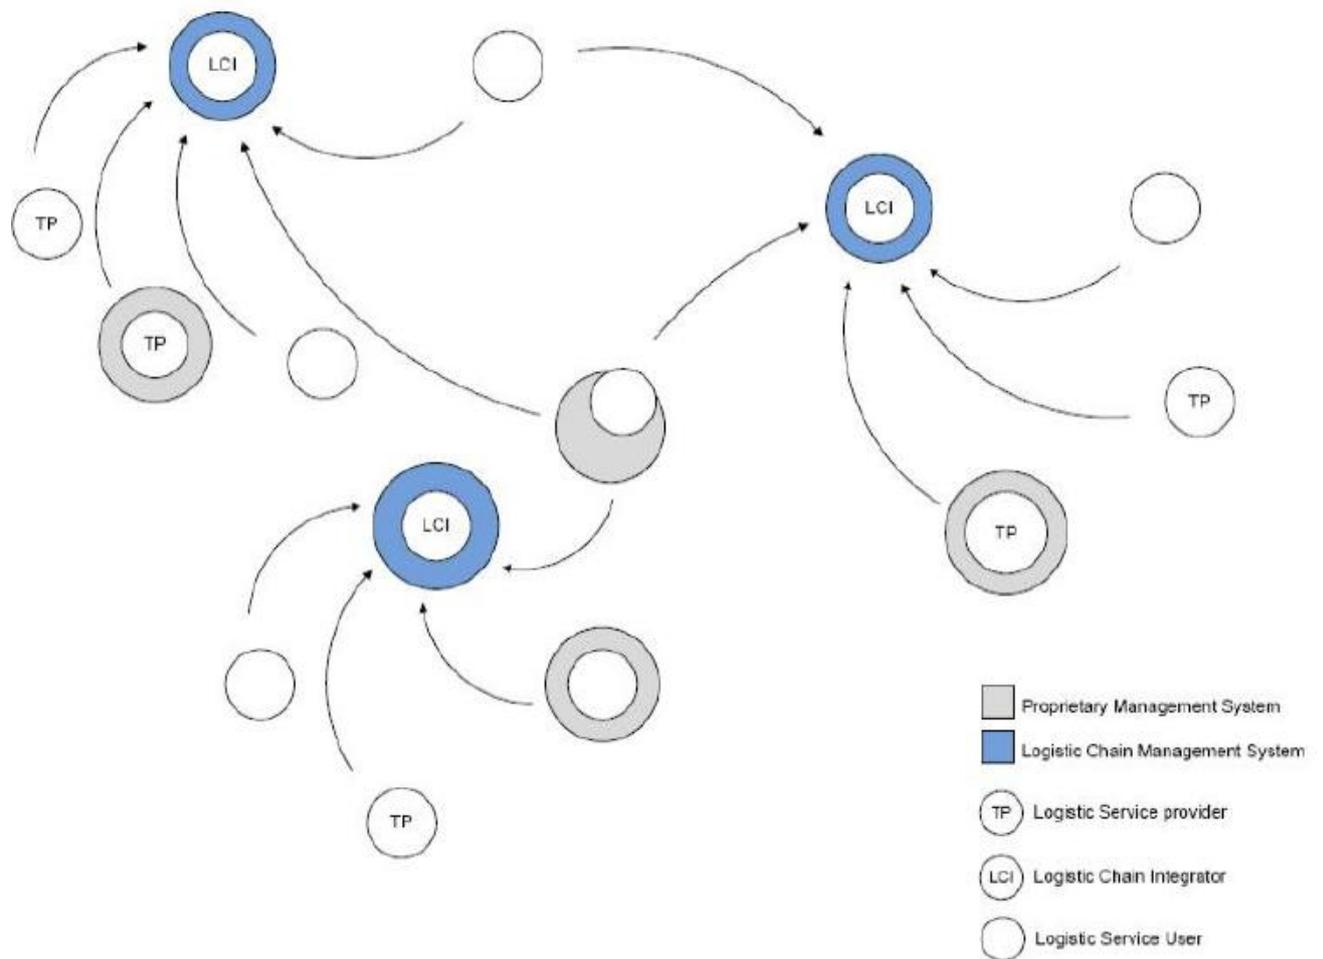 LCI
LCI
TP
TP
TP
LCI
TP
TP
Proprietary Management System
Logistic Chain Management System
TP Logistic Service provider
LCI Logistic Chain Integrator
Logistic Service User